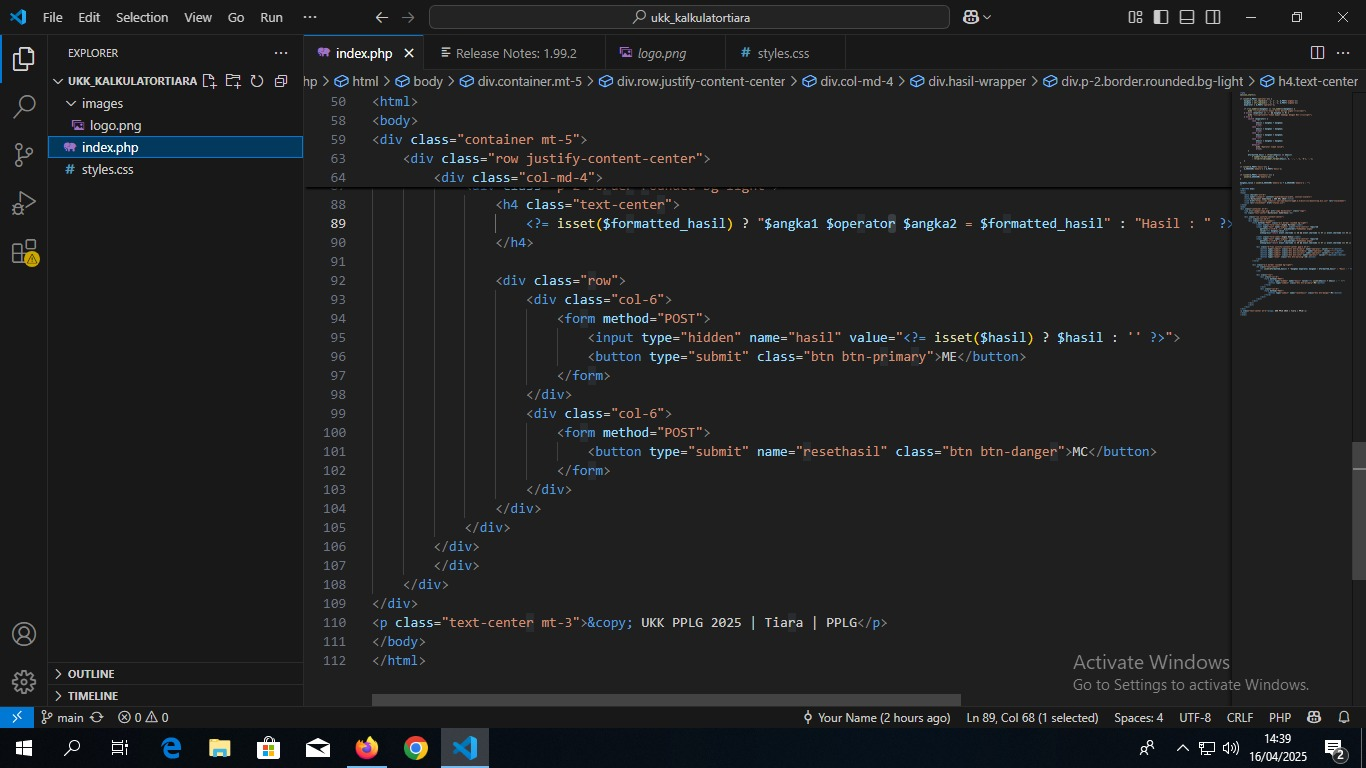 File Edit Selection View Go Run ··· ukk_kalkulatortiara
EXPLORER ···
index.php Release Notes: 1.99.2 logo.png styles.css
UKK_KALKULATORTIARA
images
logo.png
index.php
styles.css
OUTLINE
TIMELINE
hp > html > body > div.container.mt-5 > div.row.justify-content-center > div.col-md-4 > div.hasil-wrapper > div.p-2.border.rounded.bg-light > h4.text-center
50 <html>
58 <body>
59 <div class="container mt-5">
63 <div class="row justify-content-center">
64 <div class="col-md-4">
88 <h4 class="text-center">
89 <?= isset($formatted_hasil) ? "$angka1 $operator $angka2 = $formatted_hasil" : "Hasil : " ?>
90 </h4>
91
92 <div class="row">
93 <div class="col-6">
94 <form method="POST">
95 <input type="hidden" name="hasil" value="<?= isset($hasil) ? $hasil : '' ?>">
96 <button type="submit" class="btn btn-primary">ME</button>
97 </form>
98 </div>
99 <div class="col-6">
100 <form method="POST">
101 <button type="submit" name="resethasil" class="btn btn-danger">MC</button>
102 </form>
103 </div>
104 </div>
105 </div>
106 </div>
107 </div>
108 </div>
109 </div>
110 <p class="text-center mt-3">&copy; UKK PPLG 2025 | Tiara | PPLG</p>
111 </body>
112 </html>
Activate Windows
Go to Settings to activate Windows.
main 0 0 Your Name (2 hours ago) Ln 89, Col 68 (1 selected) Spaces: 4 UTF-8 CRLF PHP
14:39
16/04/2025
2